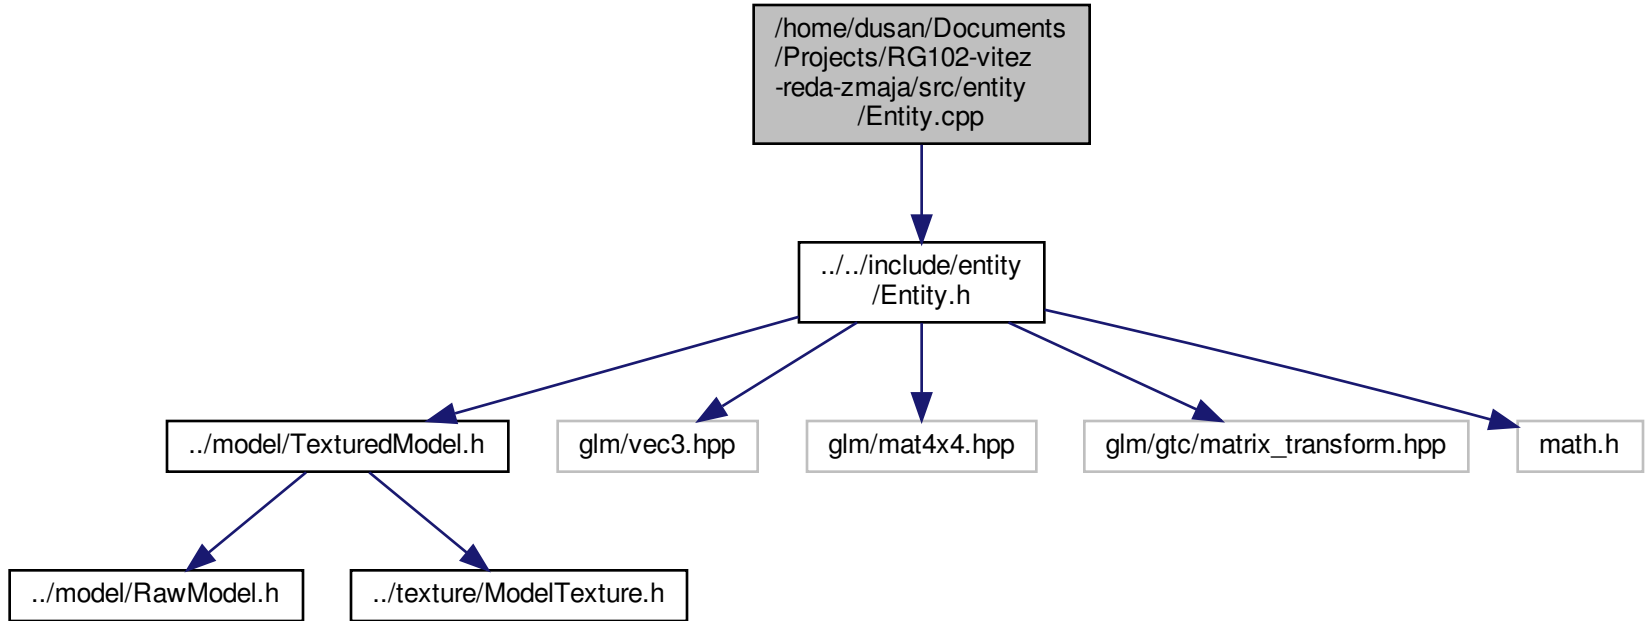 /home/dusan/Documents
/Projects/RG102-vitez
-reda-zmaja/src/entity
/Entity.cpp
../../include/entity
/Entity.h
../model/TexturedModel.h
glm/vec3.hpp
glm/mat4x4.hpp
glm/gtc/matrix_transform.hpp
math.h
../model/RawModel.h
../texture/ModelTexture.h